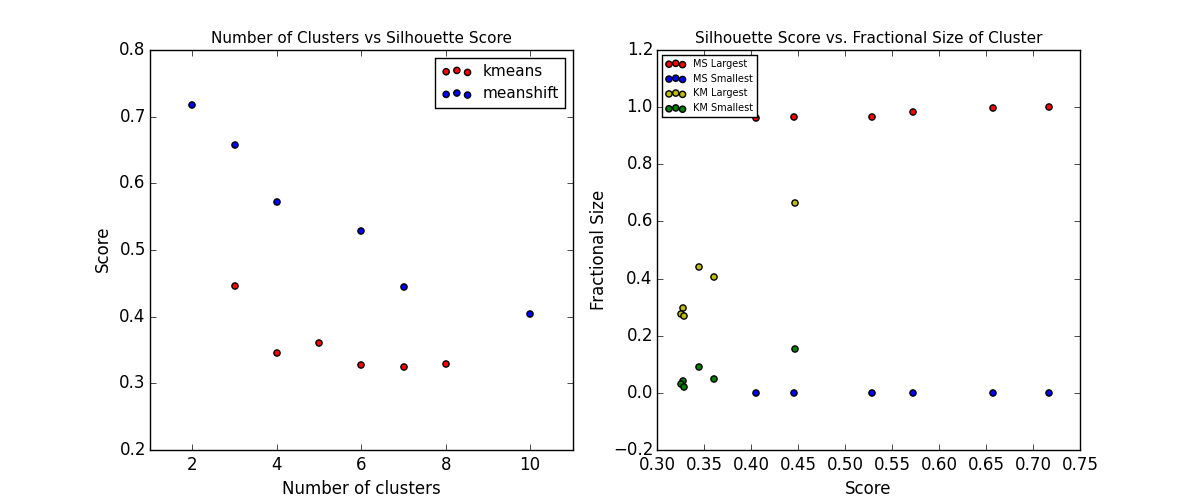 Number of Clusters vs Silhouette Score
0.8
0.7
0.6
0.5
0.4
0.3
0.2
Score
kmeans
meanshift
2 4 6 8 10
Number of clusters
Silhouette Score vs. Fractional Size of Cluster
1.2
1.0
0.8
0.6
0.4
0.2
0.0
−0.2
Fractional Size
MS Largest
MS Smallest
KM Largest
KM Smallest
0.30 0.35 0.40 0.45 0.50 0.55 0.60 0.65 0.70 0.75
Score